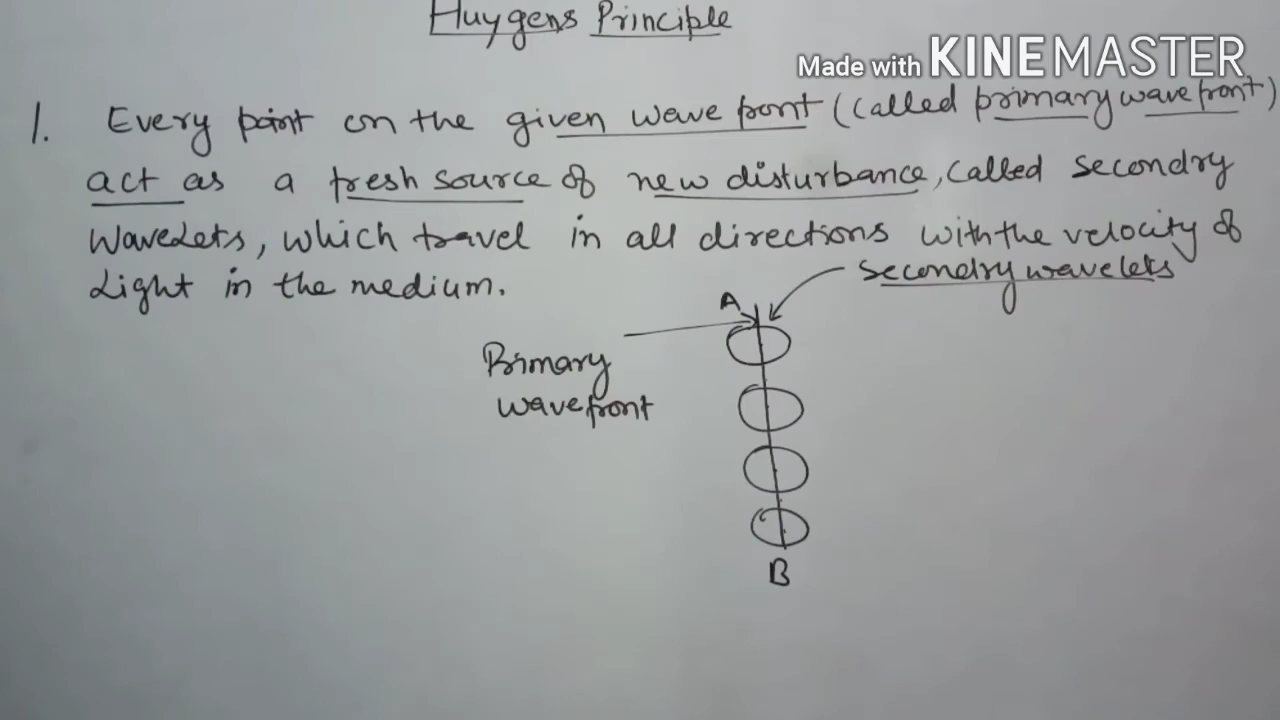 Huygens Principle
Made with KINEMASTER
1. Every point on the given wave front (called primary wave front)
act as a fresh source of new disturbance, called secondry
wavelets, which travel in all directions with the velocity of
Light in the medium.
secondry wavelets
A
Primary
wavefront
B